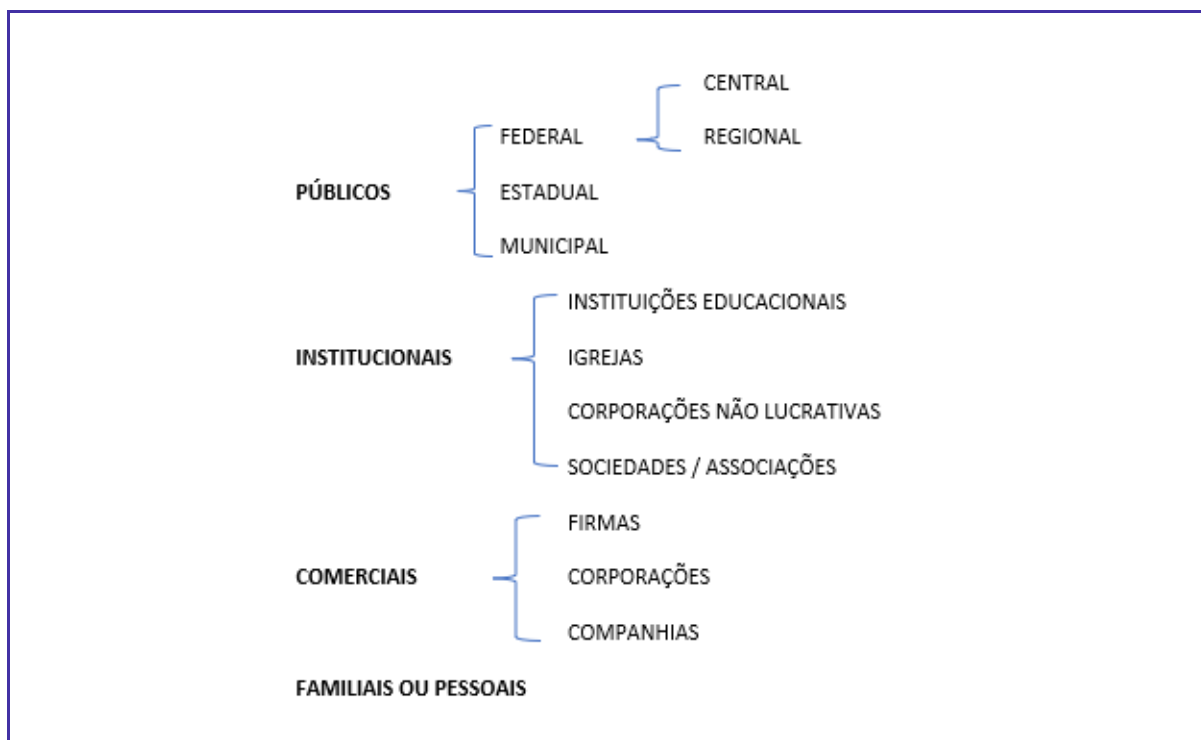 CENTRAL
FEDERAL
REGIONAL
PÚBLICOS
ESTADUAL
MUNICIPAL
INSTITUIÇÕES EDUCACIONAIS
INSTITUCIONAIS
IGREJAS
CORPORAÇÕES NÃO LUCRATIVAS
SOCIEDADES / ASSOCIAÇÕES
FIRMAS
COMERCIAIS
CORPORAÇÕES
COMPANHIAS
FAMILIAIS OU PESSOAIS